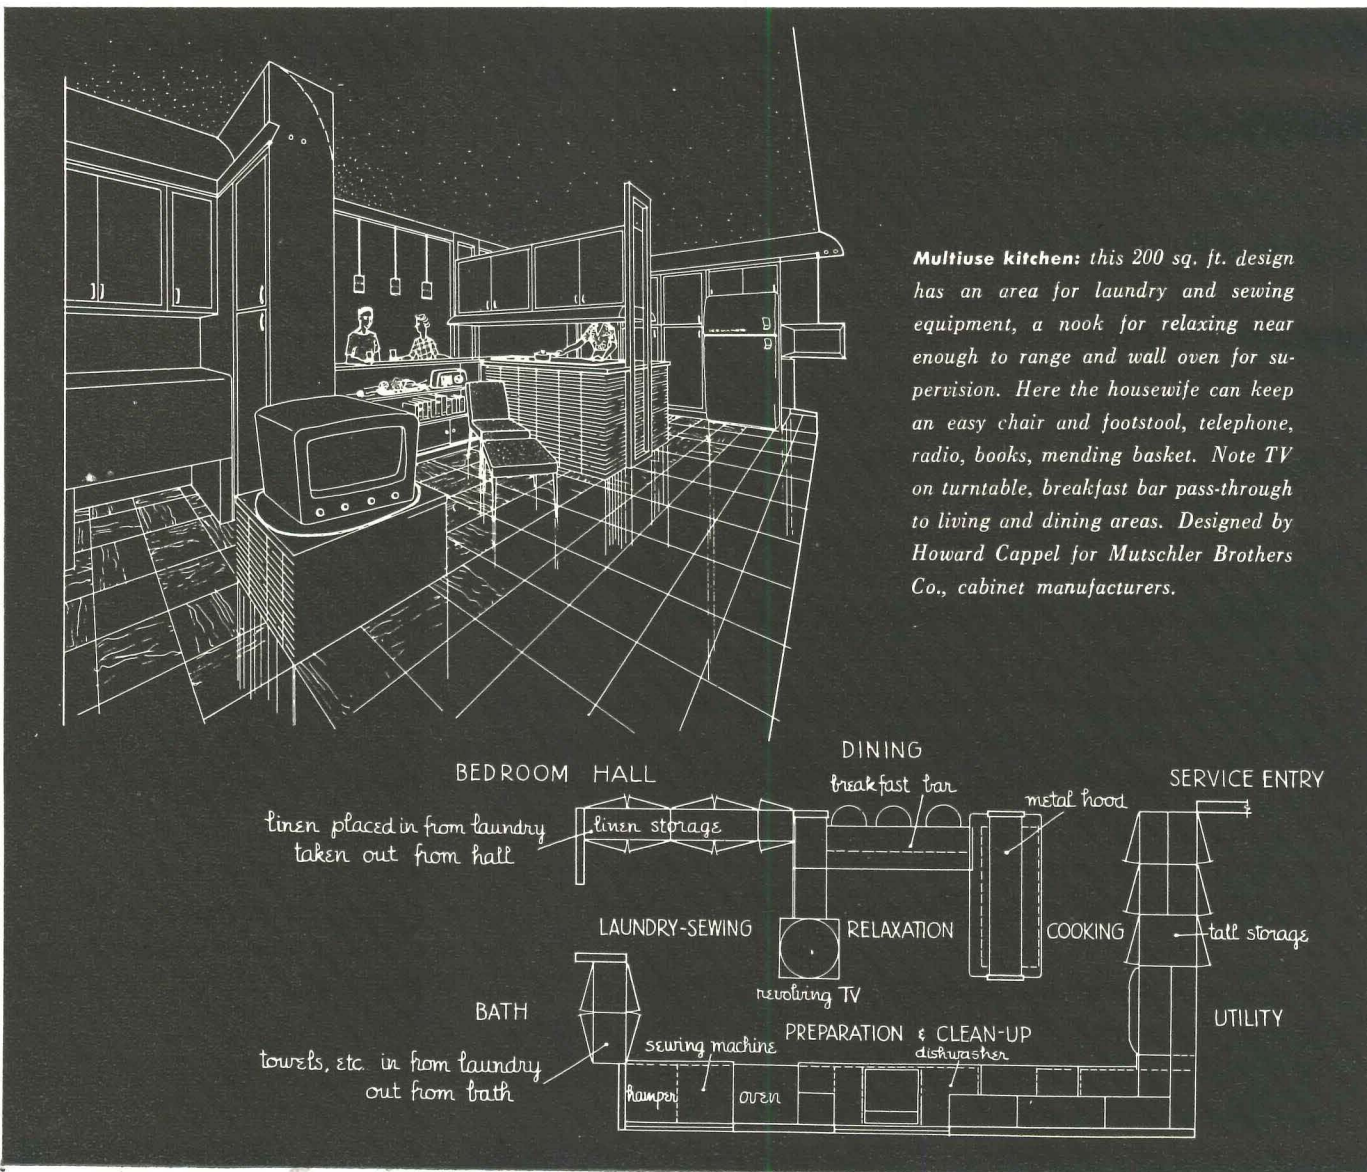 Multiuse kitchen: this 200 sq. ft. design
has an area for laundry and sewing
equipment, a nook for relaxing near
enough to range and wall oven for su-
pervision. Here the housewife can keep
an easy chair and footstool, telephone,
radio, books, mending basket. Note TV
on turntable, breakfast bar pass-through
to living and dining areas. Designed by
Howard Cappel for Mutschler Brothers
Co., cabinet manufacturers.
DINING
BEDROOM HALL
SERVICE ENTRY
breakfast bar
metal hood
linen placed in from laundry
taken out from hall
linen storage
LAUNDRY-SEWING
RELAXATION
COOKING
tall storage
revolving TV
BATH
UTILITY
PREPARATION & CLEAN-UP
sewing machine
dishwasher
towels, etc. in from laundry
out from bath
hamper
oven